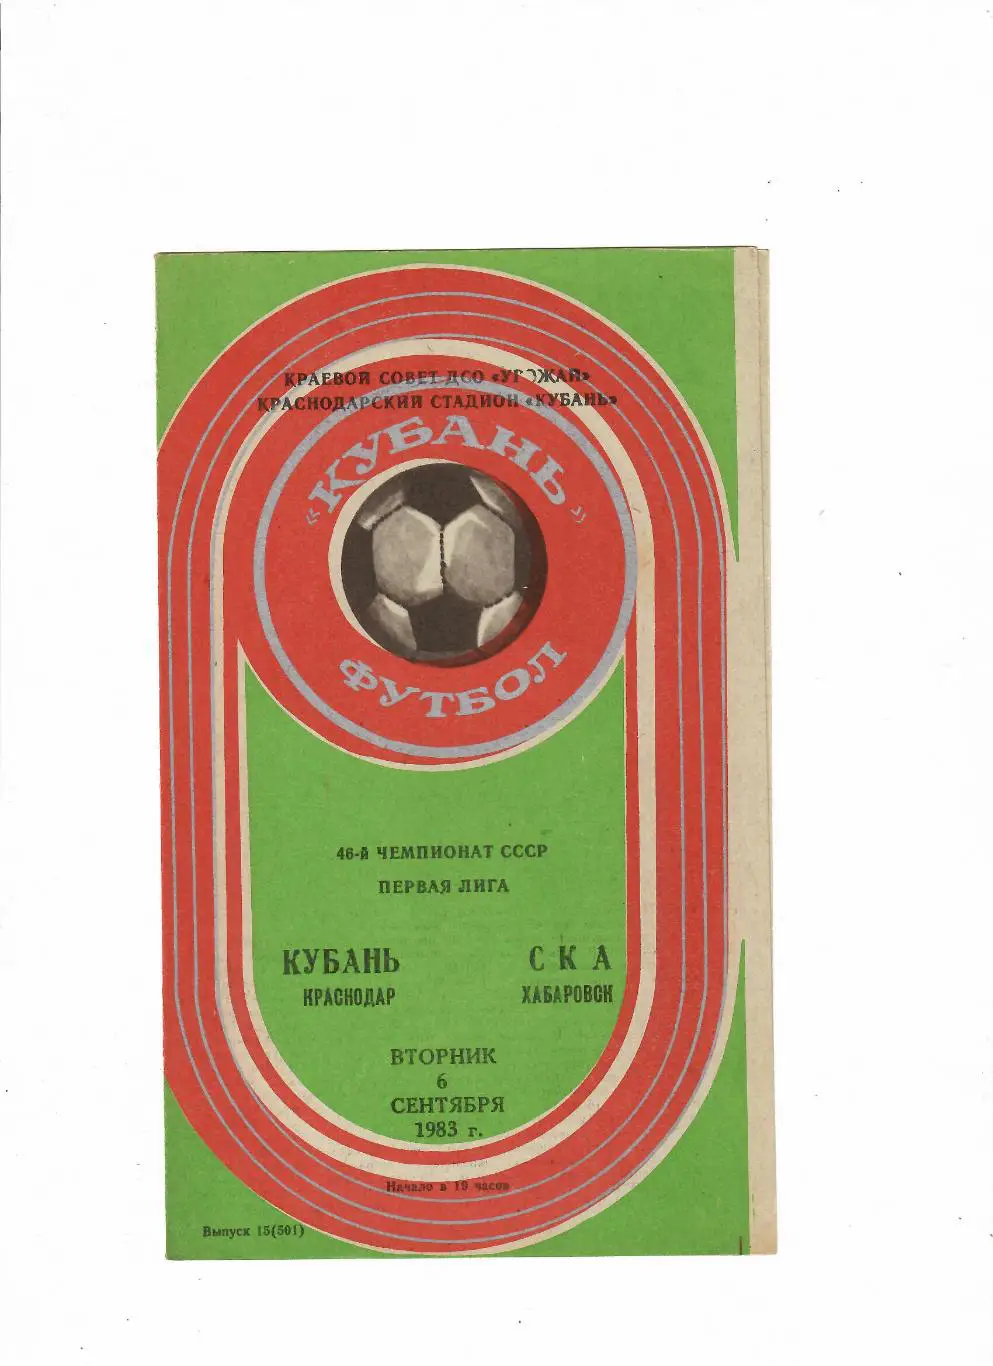 КРАЕВОЙ СОВЕТ ДСО «УРОЖАЙ»
КРАСНОДАРСКИЙ СТАДИОН «КУБАНЬ»
«КУБАНЬ»
ФУТБОЛ
46-й ЧЕМПИОНАТ СССР
ПЕРВАЯ ЛИГА
КУБАНЬ СКА
КРАСНОДАР ХАБАРОВСК
ВТОРНИК
6
СЕНТЯБРЯ
1983 г.
Начало в 19 часов
Выпуск 15(501)